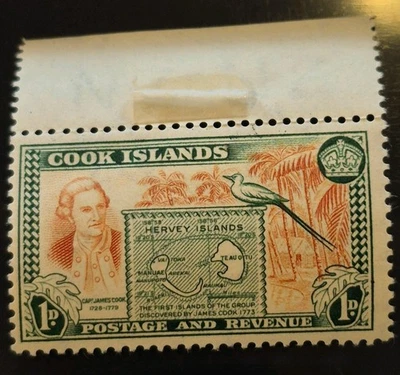 COOK ISLANDS
HERVEY ISLANDS
MANUAE
TE AU O TU
THE FIRST ISLANDS OF THE GROUP
DISCOVERED BY JAMES COOK 1773
CAPT. JAMES COOK
1728-1779
1D. 1D.
POSTAGE AND REVENUE